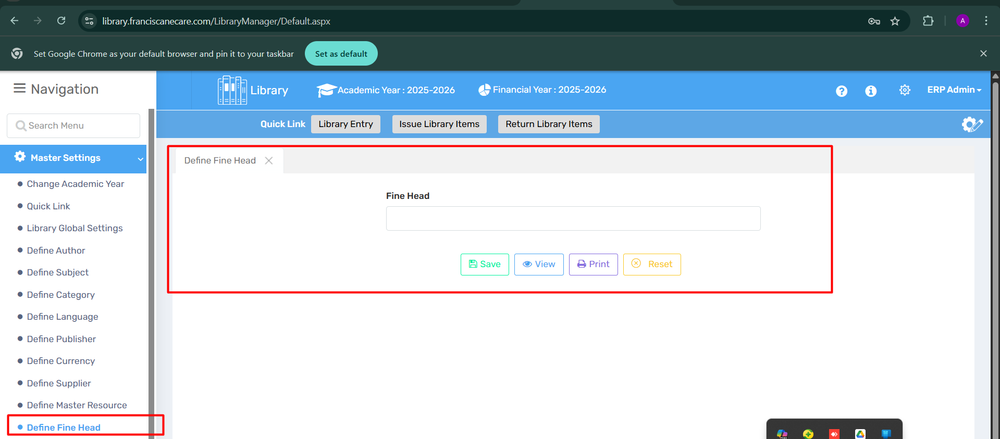 library.franciscanecare.com/LibraryManager/Default.aspx
A
Set Google Chrome as your default browser and pin it to your taskbar
Set as default
Navigation
Library
Academic Year : 2025-2026
Financial Year : 2025-2026
ERP Admin
Search Menu
Quick Link
Library Entry
Issue Library Items
Return Library Items
Master Settings
Change Academic Year
Quick Link
Library Global Settings
Define Author
Define Subject
Define Category
Define Language
Define Publisher
Define Currency
Define Supplier
Define Master Resource
Define Fine Head
Define Fine Head
Fine Head
Save
View
Print
Reset